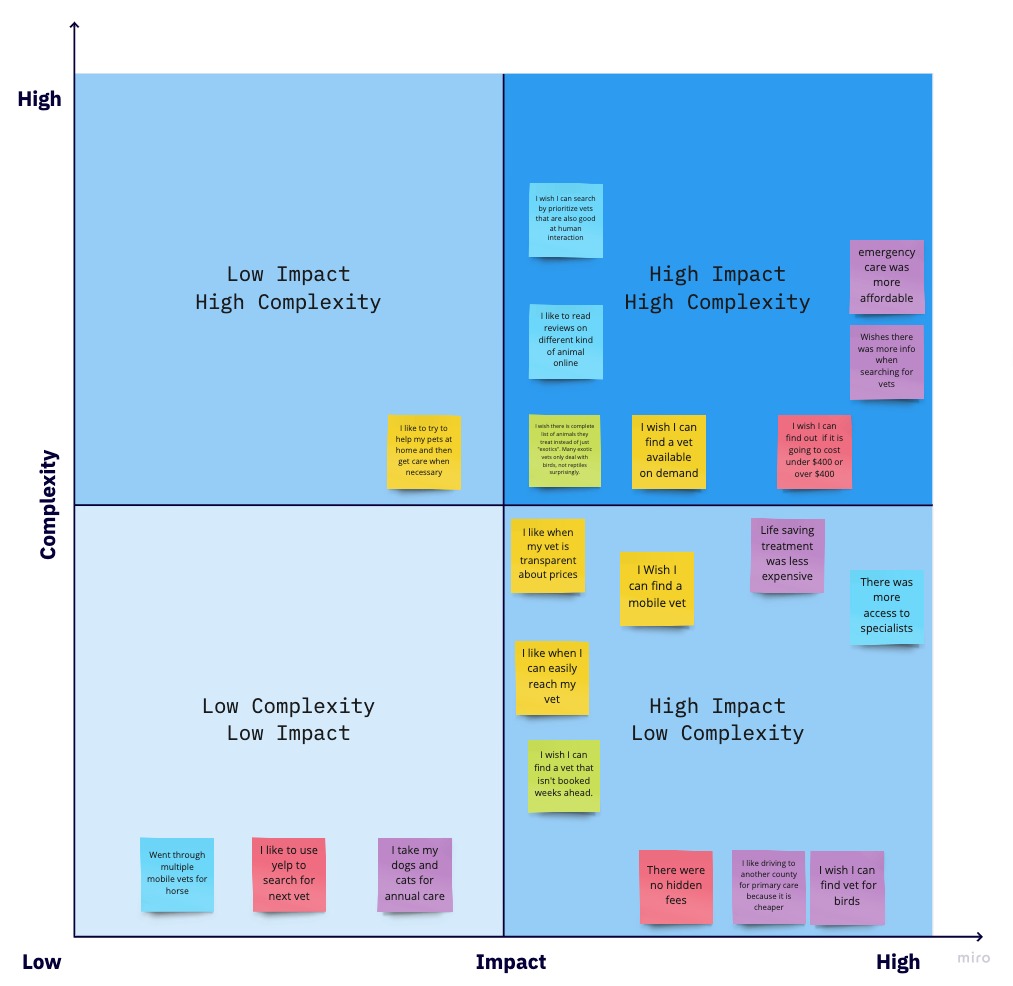 High
I wish I can search
by prioritize vets
that are also good
at human
interaction
Low Impact
High Complexity
High Impact
High Complexity
emergency
care was
more
affordable
I like to read
reviews on
different kind
of animal
online
Wishes there
was more info
when
searching for
vets
I like to try to
help my pets at
home and then
get care when
necessary
I wish there is complete
list of animals they
treat instead of just
"exotics". Many exotic
vets only deal with
birds, not reptiles
surprisingly.
I wish I can
find a vet
available
on demand
I wish I can
find out if it is
going to cost
under $400 or
over $400
Complexity
I like when
my vet is
transparent
about prices
I Wish I
can find a
mobile vet
Life saving
treatment
was less
expensive
There was
more
access to
specialists
I like when I
can easily
reach my
vet
Low Complexity
Low Impact
High Impact
Low Complexity
I wish I can
find a vet that
isn't booked
weeks ahead.
Went through
multiple
mobile vets for
horse
I like to use
yelp to
search for
next vet
I take my
dogs and
cats for
annual care
There were
no hidden
fees
I like driving to
another county
for primary care
because it is
cheaper
I wish I can
find vet for
birds
Low
Impact
High
miro